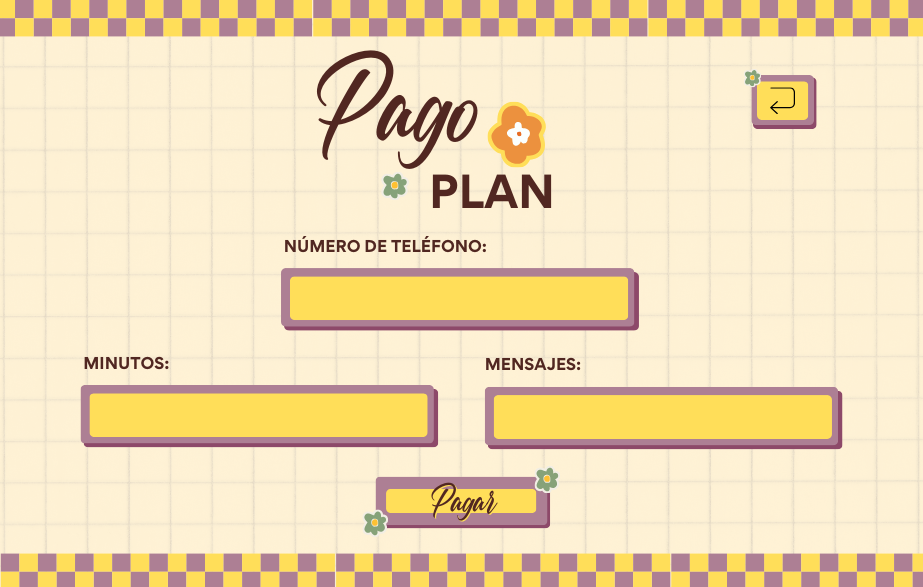 Pago
PLAN
NÚMERO DE TELÉFONO:
MINUTOS:
MENSAJES:
Pagar